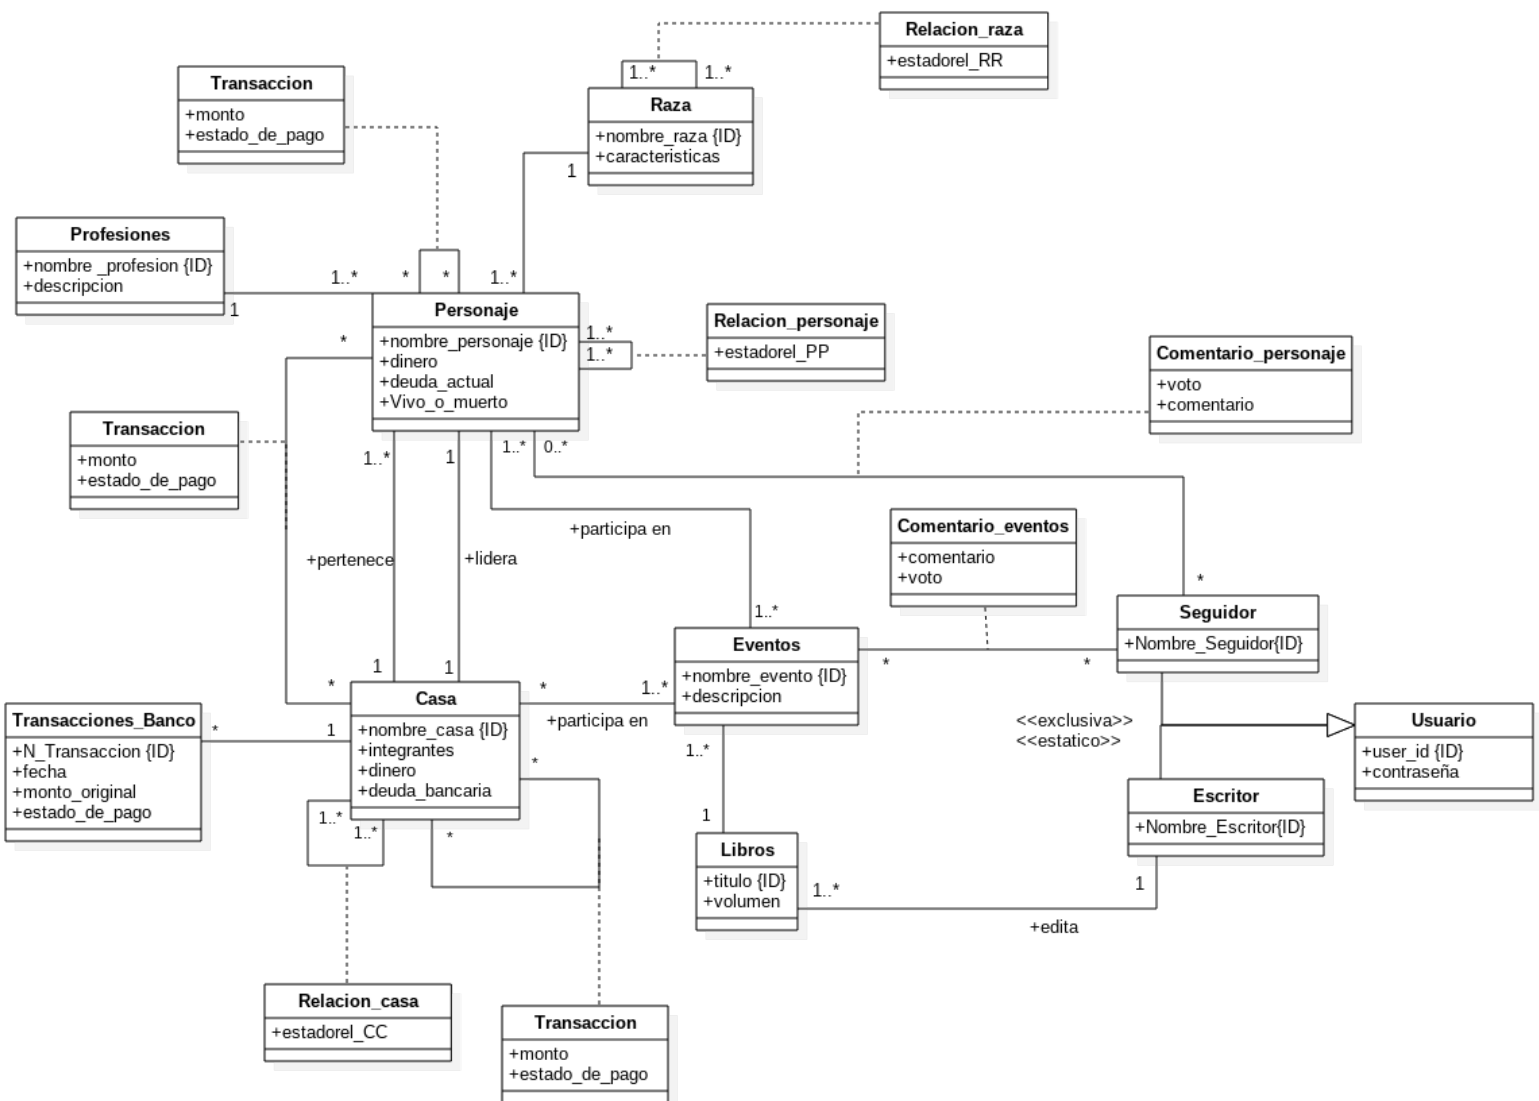 Relacion_raza
+estadorel_RR
Transaccion
+monto
+estado_de_pago
1..*
1..*
Raza
+nombre_raza {ID}
+caracteristicas
1
Profesiones
+nombre _profesion {ID}
+descripcion
1
1..*
*
*
1..*
Personaje
+nombre_personaje {ID}
+dinero
+deuda_actual
+Vivo_o_muerto
*
1..*
1..*
Relacion_personaje
+estadorel_PP
Comentario_personaje
+voto
+comentario
Transaccion
+monto
+estado_de_pago
1..*
1
1..*
0..*
+participa en
+pertenece
+lidera
Comentario_eventos
+comentario
+voto
*
Seguidor
+Nombre_Seguidor{ID}
1..*
Eventos
+nombre_evento {ID}
+descripcion
*
*
1
1
*
*
1..*
+participa en
Casa
+nombre_casa {ID}
+integrantes
+dinero
+deuda_bancaria
Transacciones_Banco
+N_Transaccion {ID}
+fecha
+monto_original
+estado_de_pago
*
1
<<exclusiva>>
<<estatico>>
Usuario
+user_id {ID}
+contraseña
1..*
1
*
*
1..*
1..*
Escritor
+Nombre_Escritor{ID}
Libros
+titulo {ID}
+volumen
1..*
1
+edita
Relacion_casa
+estadorel_CC
Transaccion
+monto
+estado_de_pago